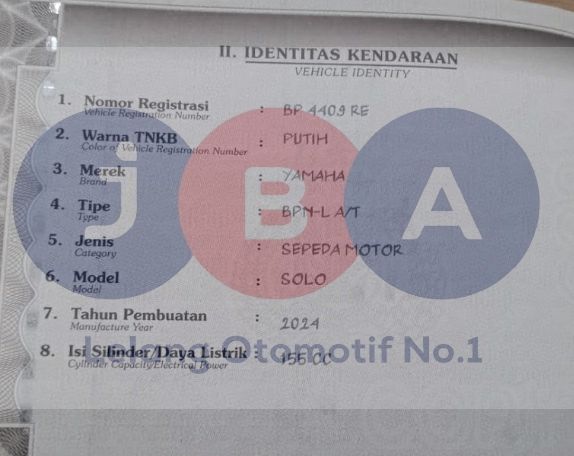 II. IDENTITAS KENDARAAN
VEHICLE IDENTITY
1. Nomor Registrasi : BP 4409 RE
Vehicle Registration Number
2. Warna TNKB : PUTIH
Color of Vehicle Registration Number
3. Merek : YAMAHA
Brand
4. Tipe : BPN-L A/T
Type
5. Jenis : SEPEDA MOTOR
Category
6. Model : SOLO
Model
7. Tahun Pembuatan : 2024
Manufacture Year
8. Isi Silinder/Daya Listrik : 155 CC
Cylinder Capacity/Electrical Power
JBA
Lelang Otomotif No.1